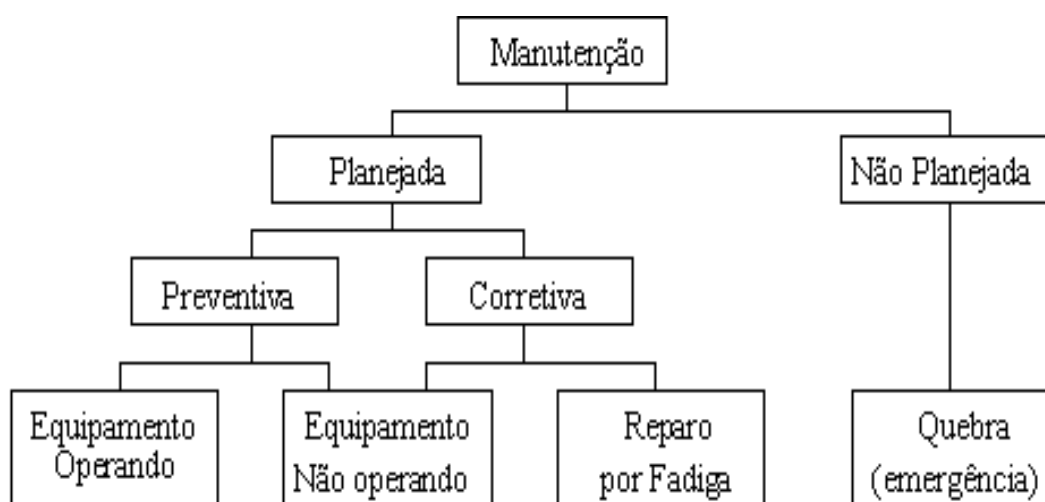 Manutenção
Planejada
Não Planejada
Preventiva
Corretiva
Equipamento
Operando
Equipamento
Não operando
Reparo
por Fadiga
Quebra
(emergência)